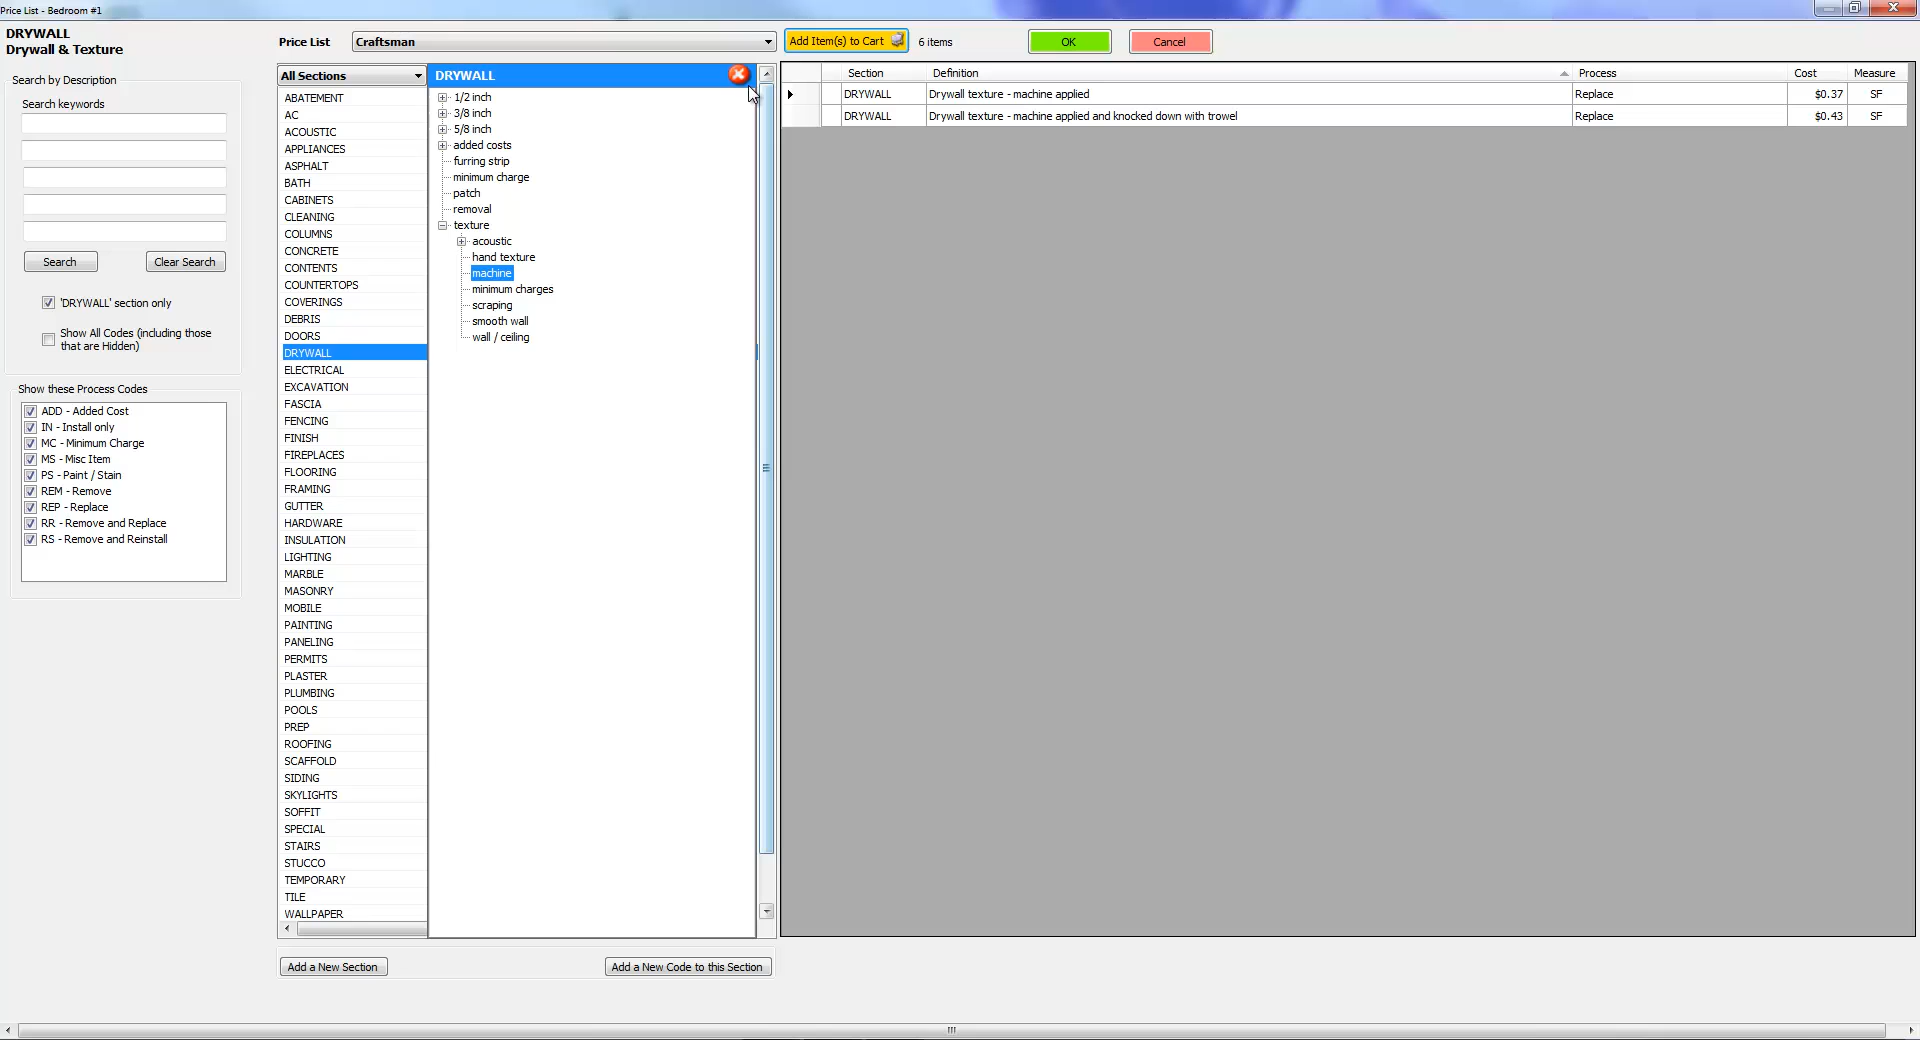 Price List - Bedroom #1
DRYWALL
Drywall & Texture
Search by Description
Search keywords
Search
Clear Search
'DRYWALL' section only
Show All Codes (including those
that are Hidden)
Show these Process Codes
ADD - Added Cost
IN - Install only
MC - Minimum Charge
MS - Misc Item
PS - Paint / Stain
REM - Remove
REP - Replace
RR - Remove and Replace
RS - Remove and Reinstall
Price List
Craftsman
Add Item(s) to Cart
6 items
OK
Cancel
All Sections
ABATEMENT
AC
ACOUSTIC
APPLIANCES
ASPHALT
BATH
CABINETS
CLEANING
COLUMNS
CONCRETE
CONTENTS
COUNTERTOPS
COVERINGS
DEBRIS
DOORS
DRYWALL
ELECTRICAL
EXCAVATION
FASCIA
FENCING
FINISH
FIREPLACES
FLOORING
FRAMING
GUTTER
HARDWARE
INSULATION
LIGHTING
MARBLE
MASONRY
MOBILE
PAINTING
PANELING
PERMITS
PLASTER
PLUMBING
POOLS
PREP
ROOFING
SCAFFOLD
SIDING
SKYLIGHTS
SOFFIT
SPECIAL
STAIRS
STUCCO
TEMPORARY
TILE
WALLPAPER
DRYWALL
1/2 inch
3/8 inch
5/8 inch
added costs
furring strip
minimum charge
patch
removal
texture
acoustic
hand texture
machine
minimum charges
scraping
smooth wall
wall / ceiling
Add a New Section
Add a New Code to this Section
Section Definition Process Cost Measure
DRYWALL Drywall texture - machine applied Replace $0.37 SF
DRYWALL Drywall texture - machine applied and knocked down with trowel Replace $0.43 SF